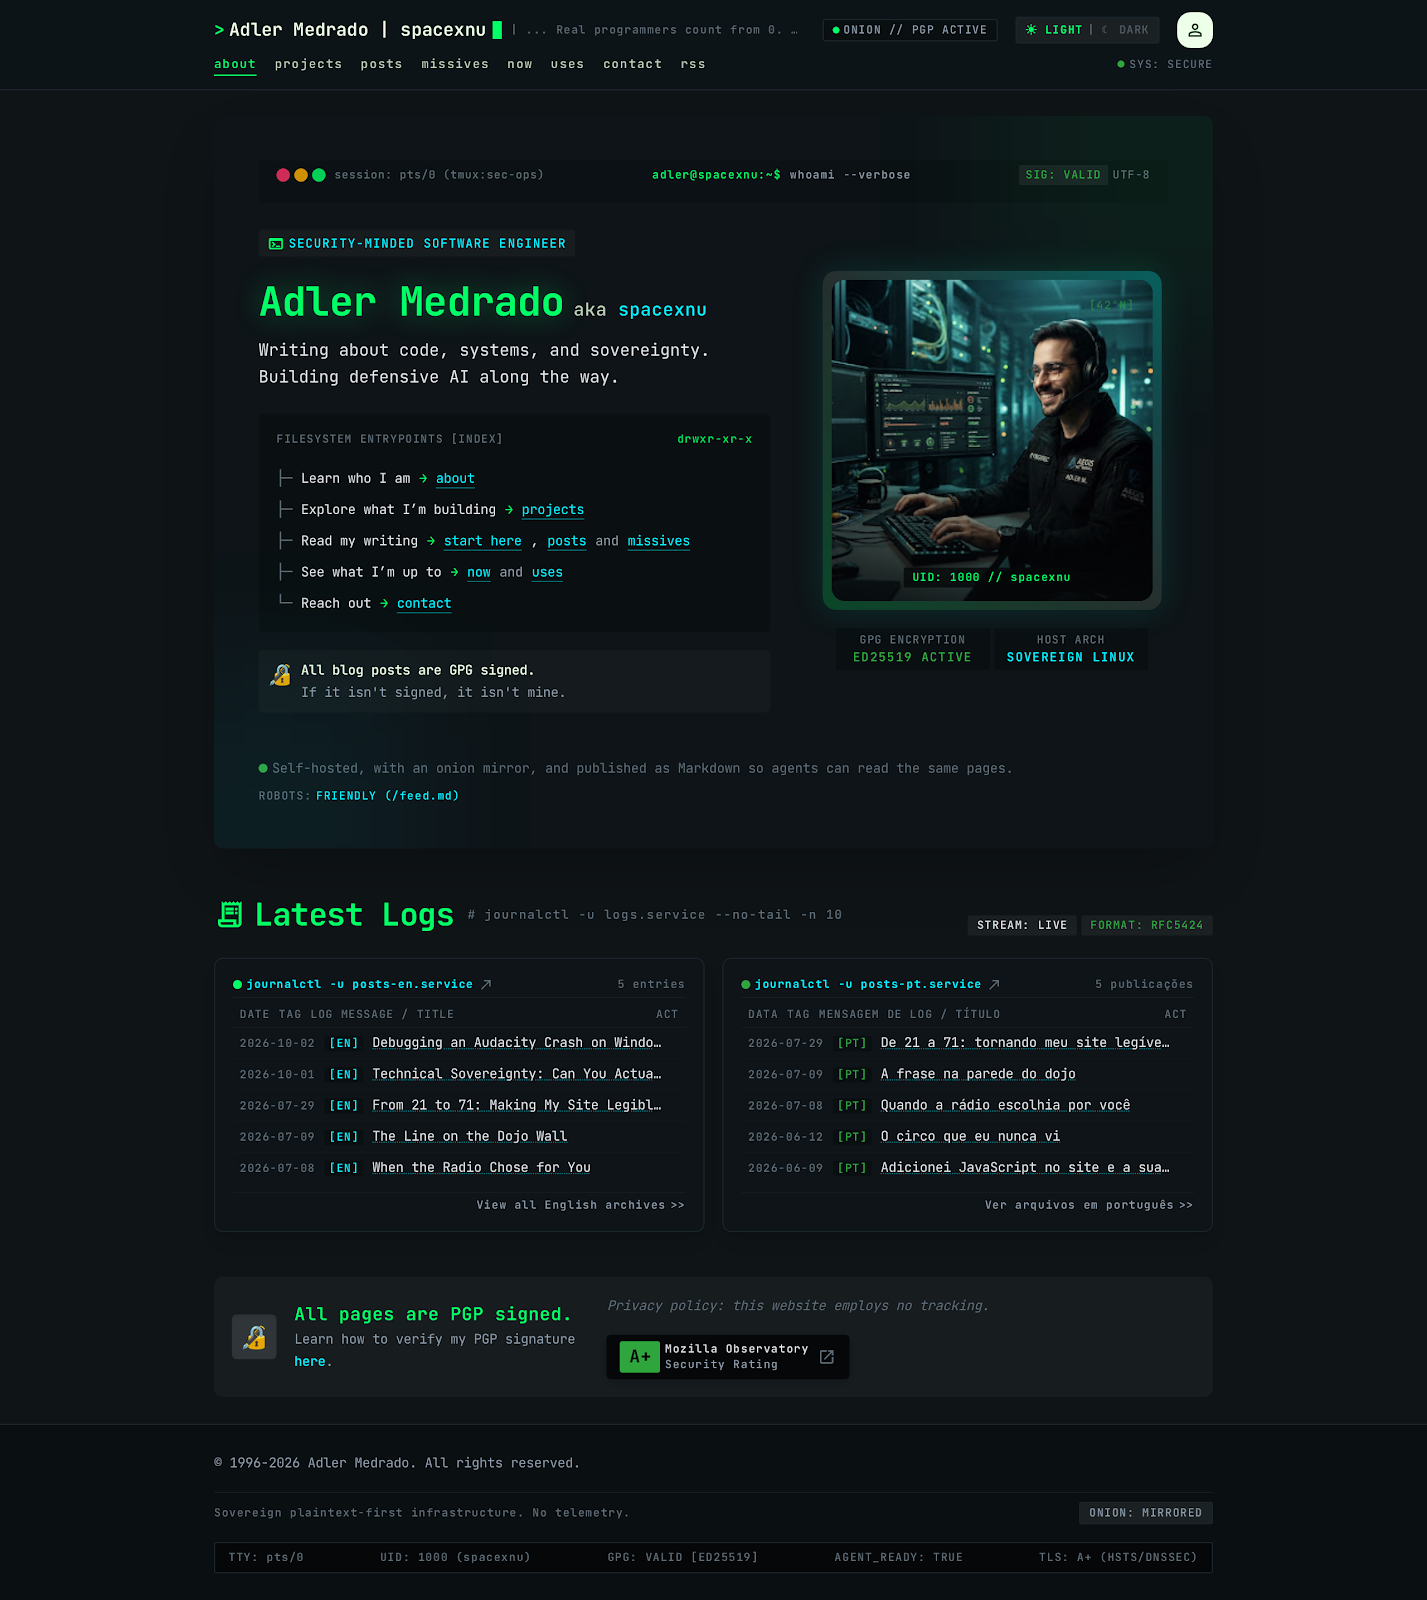 > Adler Medrado | spacexnu | ... Real programmers count from 0. …
ONION // PGP ACTIVE
☀ LIGHT | ☾ DARK
about projects posts missives now uses contact rss
SYS: SECURE
session: pts/0 (tmux:sec-ops)
adler@spacexnu:~$ whoami --verbose
SIG: VALID UTF-8
SECURITY-MINDED SOFTWARE ENGINEER
Adler Medrado aka spacexnu
Writing about code, systems, and sovereignty.
Building defensive AI along the way.
FILESYSTEM ENTRYPOINTS [INDEX] drwxr-xr-x
├─ Learn who I am → about
├─ Explore what I’m building → projects
├─ Read my writing → start here , posts and missives
├─ See what I’m up to → now and uses
└─ Reach out → contact
All blog posts are GPG signed.
If it isn't signed, it isn't mine.
[42°N]
AEGIS
ADLER M.
UID: 1000 // spacexnu
GPG ENCRYPTION
ED25519 ACTIVE
HOST ARCH
SOVEREIGN LINUX
Self-hosted, with an onion mirror, and published as Markdown so agents can read the same pages.
ROBOTS: FRIENDLY (/feed.md)
Latest Logs # journalctl -u logs.service --no-tail -n 10
STREAM: LIVE FORMAT: RFC5424
journalctl -u posts-en.service ↗ 5 entries
DATE TAG LOG MESSAGE / TITLE ACT
2026-10-02 [EN] Debugging an Audacity Crash on Windo…
2026-10-01 [EN] Technical Sovereignty: Can You Actua…
2026-07-29 [EN] From 21 to 71: Making My Site Legibl…
2026-07-09 [EN] The Line on the Dojo Wall
2026-07-08 [EN] When the Radio Chose for You
View all English archives >>
journalctl -u posts-pt.service ↗ 5 publicações
DATA TAG MENSAGEM DE LOG / TÍTULO ACT
2026-07-29 [PT] De 21 a 71: tornando meu site legíve…
2026-07-09 [PT] A frase na parede do dojo
2026-07-08 [PT] Quando a rádio escolhia por você
2026-06-12 [PT] O circo que eu nunca vi
2026-06-09 [PT] Adicionei JavaScript no site e a sua…
Ver arquivos em português >>
All pages are PGP signed.
Learn how to verify my PGP signature
here.
Privacy policy: this website employs no tracking.
A+ Mozilla Observatory
Security Rating
© 1996-2026 Adler Medrado. All rights reserved.
Sovereign plaintext-first infrastructure. No telemetry.
ONION: MIRRORED
TTY: pts/0 UID: 1000 (spacexnu) GPG: VALID [ED25519] AGENT_READY: TRUE TLS: A+ (HSTS/DNSSEC)